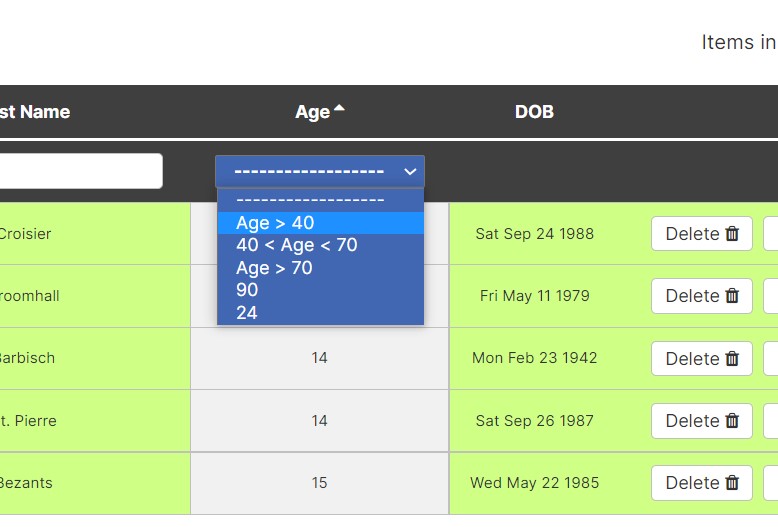 Items in
st Name Age DOB
------------------
------------------
Age > 40
40 < Age < 70
Age > 70
90
24
Croisier Sat Sep 24 1988 Delete
roomhall Fri May 11 1979 Delete
Barbisch 14 Mon Feb 23 1942 Delete
t. Pierre 14 Sat Sep 26 1987 Delete
Bezants 15 Wed May 22 1985 Delete